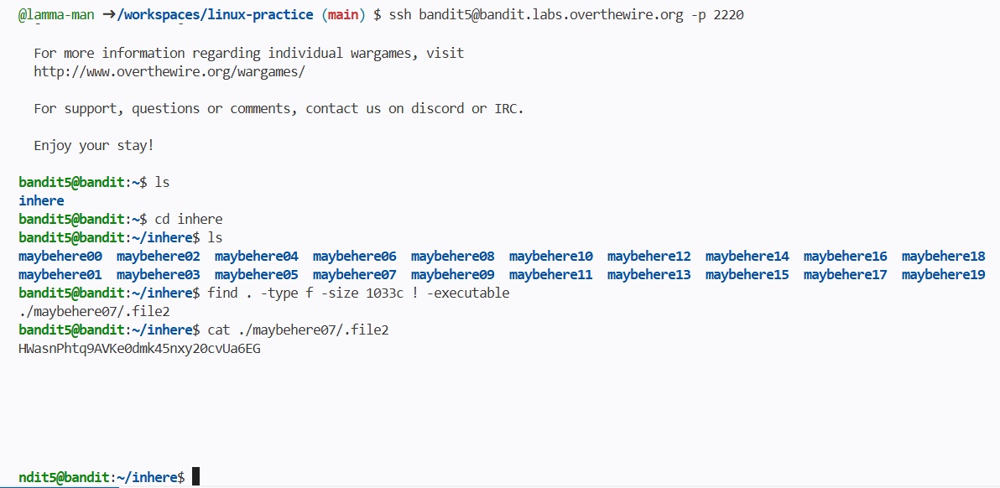 @lamma-man ➜/workspaces/linux-practice (main) $ ssh bandit5@bandit.labs.overthewire.org -p 2220
For more information regarding individual wargames, visit
http://www.overthewire.org/wargames/
For support, questions or comments, contact us on discord or IRC.
Enjoy your stay!
bandit5@bandit:~$ ls
inhere
bandit5@bandit:~$ cd inhere
bandit5@bandit:~/inhere$ ls
maybehere00 maybehere02 maybehere04 maybehere06 maybehere08 maybehere10 maybehere12 maybehere14 maybehere16 maybehere18
maybehere01 maybehere03 maybehere05 maybehere07 maybehere09 maybehere11 maybehere13 maybehere15 maybehere17 maybehere19
bandit5@bandit:~/inhere$ find . -type f -size 1033c ! -executable
./maybehere07/.file2
bandit5@bandit:~/inhere$ cat ./maybehere07/.file2
HWasnPhtq9AVKe0dmk45nxy20cvUa6EG
ndit5@bandit:~/inhere$